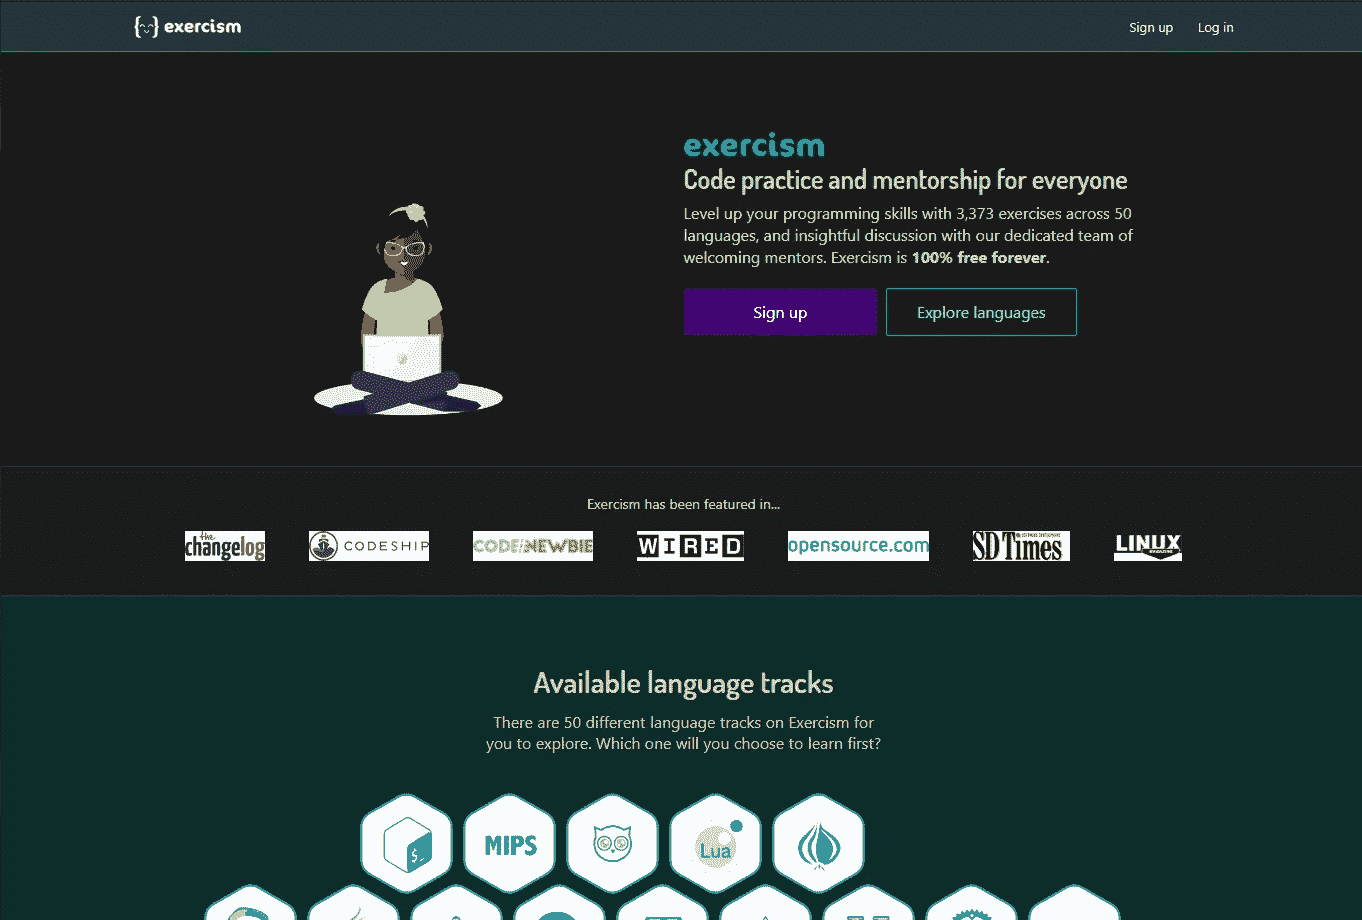 { } exercism
Sign up
Log in
exercism
Code practice and mentorship for everyone
Level up your programming skills with 3,373 exercises across 50
languages, and insightful discussion with our dedicated team of
welcoming mentors. Exercism is 100% free forever.
Sign up
Explore languages
Exercism has been featured in...
the
changelog
CODESHIP
CODE:NEWBIE
WIRED
opensource.com
SD Times
LINUX
Available language tracks
There are 50 different language tracks on Exercism for
you to explore. Which one will you choose to learn first?
$_
MIPS
Lua